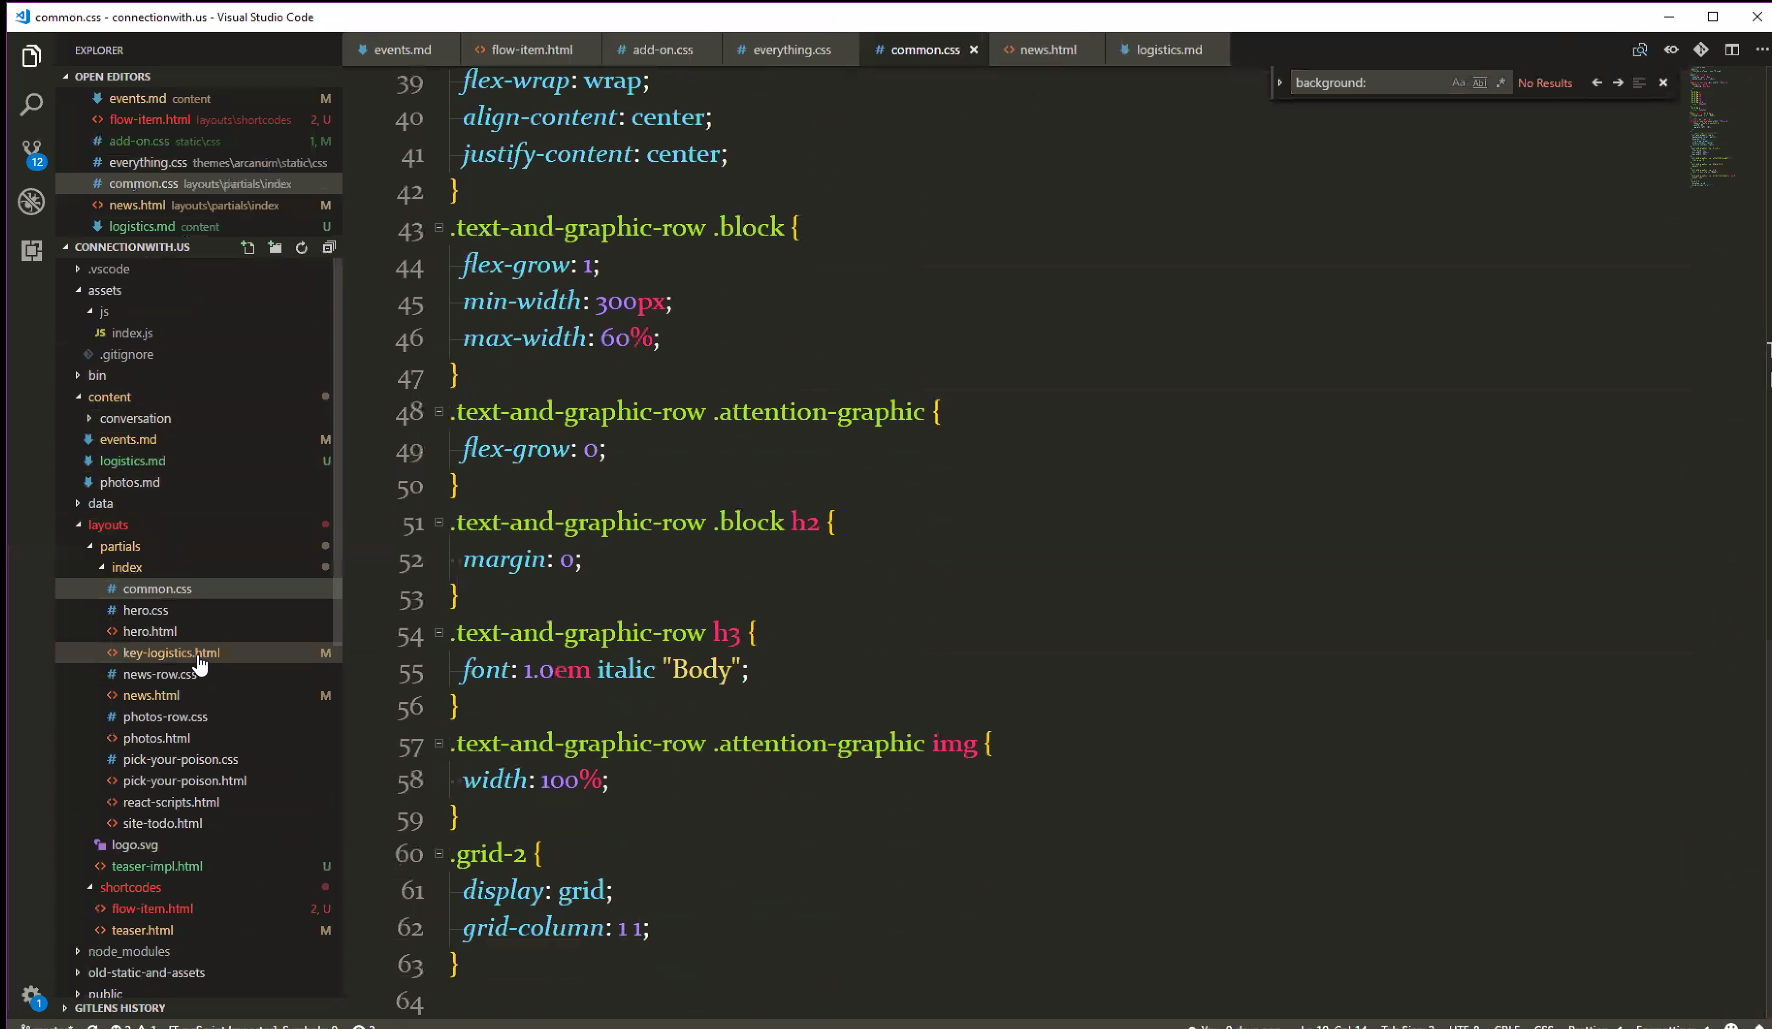 common.css - connectionwith.us - Visual Studio Code
EXPLORER
OPEN EDITORS
events.md content M
flow-item.html layouts\shortcodes 2, U
add-on.css static\css 1, M
everything.css themes\arcanum\static\css
common.css layouts\partials\index
news.html layouts\partials\index M
logistics.md content U
CONNECTIONWITH.US
.vscode
assets
js
JS index.js
.gitignore
bin
content
conversation
events.md M
logistics.md U
photos.md
data
layouts
partials
index
# common.css
# hero.css
<> hero.html
<> key-logistics.html M
# news-row.css
<> news.html M
# photos-row.css
<> photos.html
# pick-your-poison.css
<> pick-your-poison.html
<> react-scripts.html
<> site-todo.html
logo.svg
<> teaser-impl.html U
shortcodes
<> flow-item.html 2, U
<> teaser.html M
node_modules
old-static-and-assets
public
GITLENS HISTORY
12
1
events.md
<> flow-item.html
# add-on.css
# everything.css
# common.css ×
<> news.html
logistics.md
background: Aa Abl .* No Results
39 flex-wrap: wrap;
40 align-content: center;
41 justify-content: center;
42 }
43 .text-and-graphic-row .block {
44 flex-grow: 1;
45 min-width: 300px;
46 max-width: 60%;
47 }
48 .text-and-graphic-row .attention-graphic {
49 flex-grow: 0;
50 }
51 .text-and-graphic-row .block h2 {
52 margin: 0;
53 }
54 .text-and-graphic-row h3 {
55 font: 1.0em italic "Body";
56 }
57 .text-and-graphic-row .attention-graphic img {
58 width: 100%;
59 }
60 .grid-2 {
61 display: grid;
62 grid-column: 1 1;
63 }
64